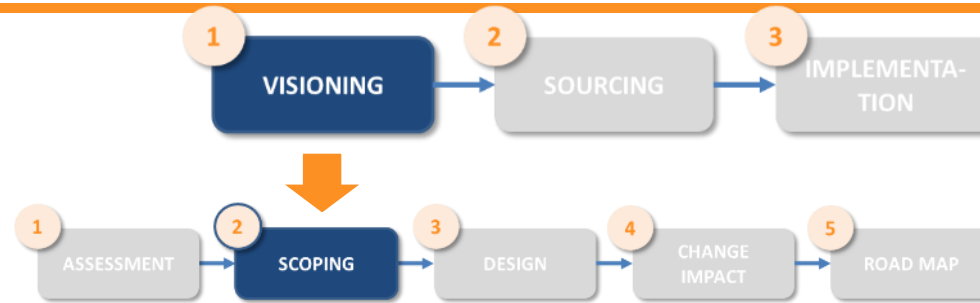 1
VISIONING
2
SOURCING
3
IMPLEMENTA-
TION
1
ASSESSMENT
2
SCOPING
3
DESIGN
4
CHANGE
IMPACT
5
ROAD MAP